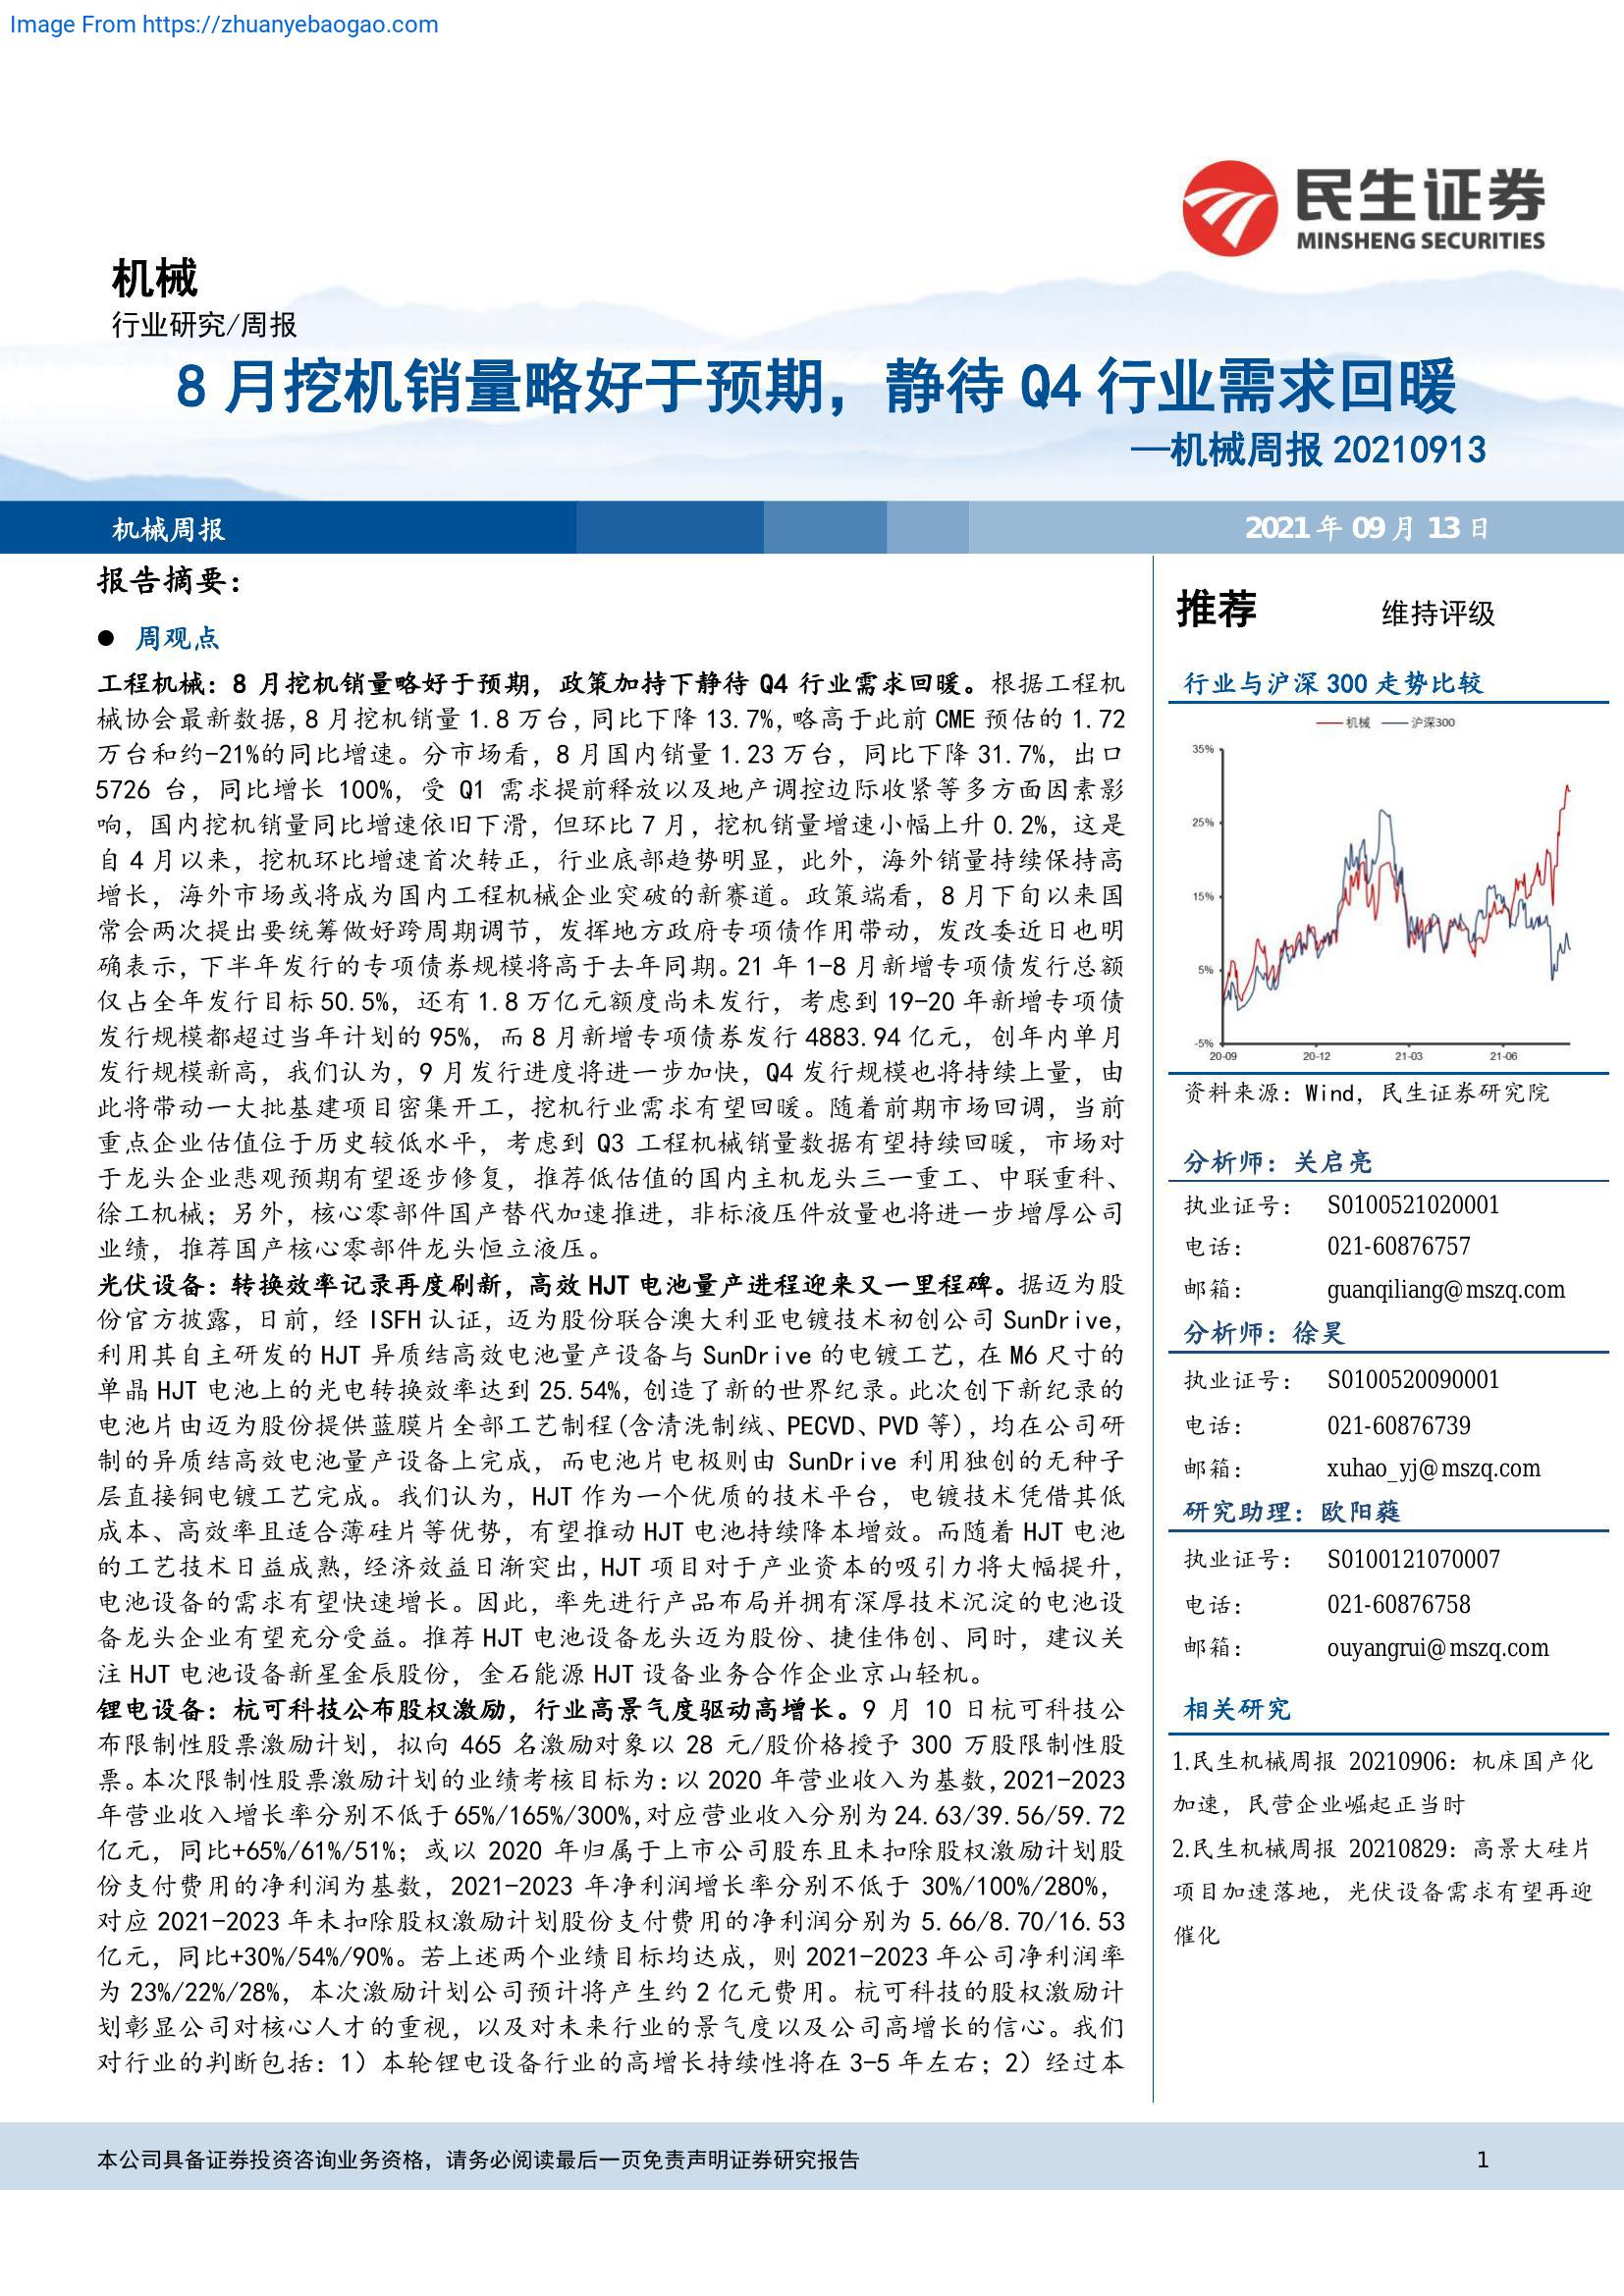 Image From https://zhuanyebaogao.com
民生证券
MINSHENG SECURITIES
机械
行业研究/周报
8 月挖机销量略好于预期，静待 Q4 行业需求回暖
—机械周报 20210913
机械周报
2021 年 09 月 13 日
报告摘要：
● 周观点
工程机械：8 月挖机销量略好于预期，政策加持下静待 Q4 行业需求回暖。根据工程机
械协会最新数据，8 月挖机销量 1.8 万台，同比下降 13.7%，略高于此前 CME 预估的 1.72
万台和约-21%的同比增速。分市场看，8 月国内销量 1.23 万台，同比下降 31.7%，出口
5726 台，同比增长 100%，受 Q1 需求提前释放以及地产调控边际收紧等多方面因素影
响，国内挖机销量同比增速依旧下滑，但环比 7 月，挖机销量增速小幅上升 0.2%，这是
自 4 月以来，挖机环比增速首次转正，行业底部趋势明显，此外，海外销量持续保持高
增长，海外市场或将成为国内工程机械企业突破的新赛道。政策端看，8 月下旬以来国
常会两次提出要统筹做好跨周期调节，发挥地方政府专项债作用带动，发改委近日也明
确表示，下半年发行的专项债券规模将高于去年同期。21 年 1-8 月新增专项债发行总额
仅占全年发行目标 50.5%，还有 1.8 万亿元额度尚未发行，考虑到 19-20 年新增专项债
发行规模都超过当年计划的 95%，而 8 月新增专项债券发行 4883.94 亿元，创年内单月
发行规模新高，我们认为，9 月发行进度将进一步加快，Q4 发行规模也将持续上量，由
此将带动一大批基建项目密集开工，挖机行业需求有望回暖。随着前期市场回调，当前
重点企业估值位于历史较低水平，考虑到 Q3 工程机械销量数据有望持续回暖，市场对
于龙头企业悲观预期有望逐步修复，推荐低估值的国内主机龙头三一重工、中联重科、
徐工机械；另外，核心零部件国产替代加速推进，非标液压件放量也将进一步增厚公司
业绩，推荐国产核心零部件龙头恒立液压。
光伏设备：转换效率记录再度刷新，高效 HJT 电池量产进程迎来又一里程碑。据迈为股
份官方披露，日前，经 ISFH 认证，迈为股份联合澳大利亚电镀技术初创公司 SunDrive，
利用其自主研发的 HJT 异质结高效电池量产设备与 SunDrive 的电镀工艺，在 M6 尺寸的
单晶 HJT 电池上的光电转换效率达到 25.54%，创造了新的世界纪录。此次创下新纪录的
电池片由迈为股份提供蓝膜片全部工艺制程(含清洗制绒、PECVD、PVD 等)，均在公司研
制的异质结高效电池量产设备上完成，而电池片电极则由 SunDrive 利用独创的无种子
层直接铜电镀工艺完成。我们认为，HJT 作为一个优质的技术平台，电镀技术凭借其低
成本、高效率且适合薄硅片等优势，有望推动 HJT 电池持续降本增效。而随着 HJT 电池
的工艺技术日益成熟，经济效益日渐突出，HJT 项目对于产业资本的吸引力将大幅提升，
电池设备的需求有望快速增长。因此，率先进行产品布局并拥有深厚技术沉淀的电池设
备龙头企业有望充分受益。推荐 HJT 电池设备龙头迈为股份、捷佳伟创、同时，建议关
注 HJT 电池设备新星金辰股份，金石能源 HJT 设备业务合作企业京山轻机。
锂电设备：杭可科技公布股权激励，行业高景气度驱动高增长。9 月 10 日杭可科技公
布限制性股票激励计划，拟向 465 名激励对象以 28 元/股价格授予 300 万股限制性股
票。本次限制性股票激励计划的业绩考核目标为：以 2020 年营业收入为基数，2021-2023
年营业收入增长率分别不低于 65%/165%/300%，对应营业收入分别为 24.63/39.56/59.72
亿元，同比+65%/61%/51%；或以 2020 年归属于上市公司股东且未扣除股权激励计划股
份支付费用的净利润为基数，2021-2023 年净利润增长率分别不低于 30%/100%/280%，
对应 2021-2023 年未扣除股权激励计划股份支付费用的净利润分别为 5.66/8.70/16.53
亿元，同比+30%/54%/90%。若上述两个业绩目标均达成，则 2021-2023 年公司净利润率
为 23%/22%/28%，本次激励计划公司预计将产生约 2 亿元费用。杭可科技的股权激励计
划彰显公司对核心人才的重视，以及对未来行业的景气度以及公司高增长的信心。我们
对行业的判断包括：1）本轮锂电设备行业的高增长持续性将在 3-5 年左右；2）经过本
推荐 维持评级
行业与沪深 300 走势比较
机械 沪深300
35%
25%
15%
5%
-5%
20-09 20-12 21-03 21-06
资料来源：Wind，民生证券研究院
分析师：关启亮
执业证号： S0100521020001
电话： 021-60876757
邮箱： guanqiliang@mszq.com
分析师：徐昊
执业证号： S0100520090001
电话： 021-60876739
邮箱： xuhao_yj@mszq.com
研究助理：欧阳蕤
执业证号： S0100121070007
电话： 021-60876758
邮箱： ouyangrui@mszq.com
相关研究
1.民生机械周报 20210906：机床国产化
加速，民营企业崛起正当时
2.民生机械周报 20210829：高景大硅片
项目加速落地，光伏设备需求有望再迎
催化
本公司具备证券投资咨询业务资格，请务必阅读最后一页免责声明证券研究报告
1